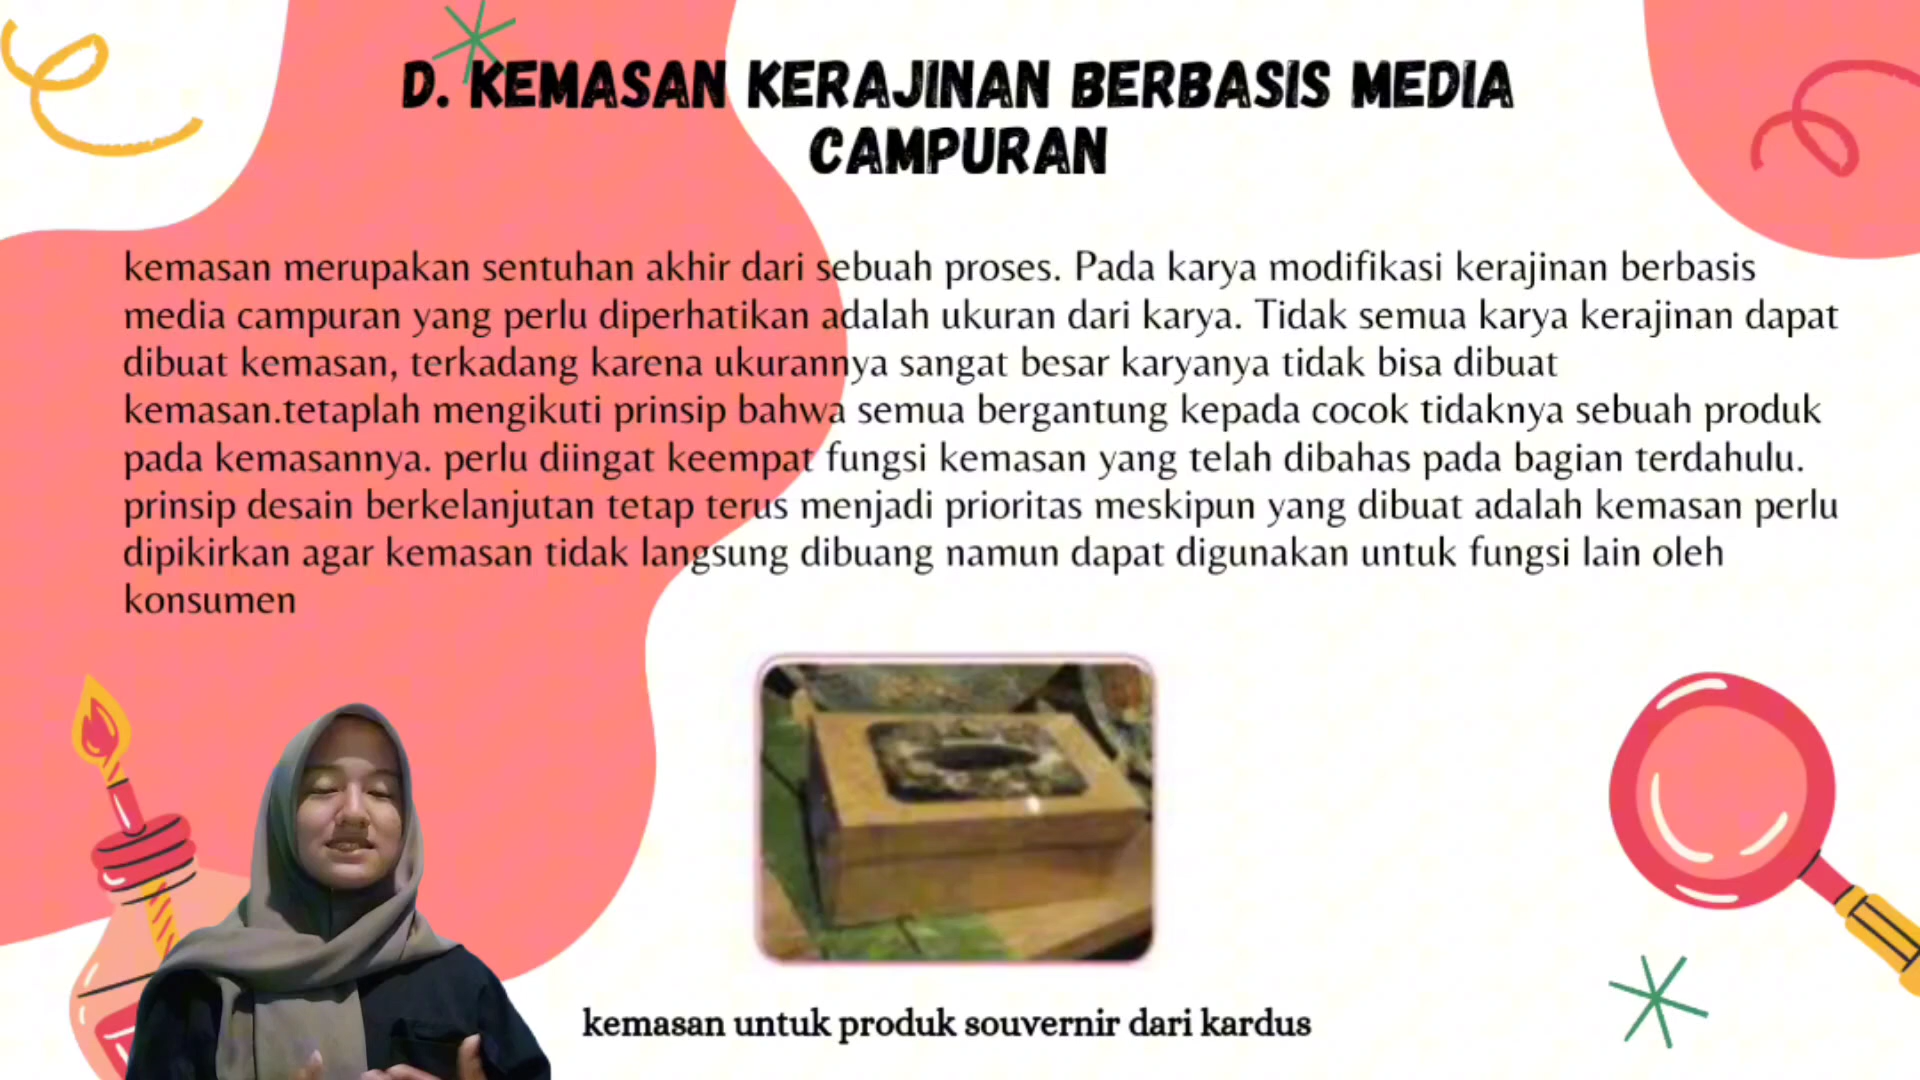 D. KEMASAN KERAJINAN BERBASIS MEDIA
CAMPURAN
kemasan merupakan sentuhan akhir dari sebuah proses. Pada karya modifikasi kerajinan berbasis
media campuran yang perlu diperhatikan adalah ukuran dari karya. Tidak semua karya kerajinan dapat
dibuat kemasan, terkadang karena ukurannya sangat besar karyanya tidak bisa dibuat
kemasan.tetaplah mengikuti prinsip bahwa semua bergantung kepada cocok tidaknya sebuah produk
pada kemasannya. perlu diingat keempat fungsi kemasan yang telah dibahas pada bagian terdahulu.
prinsip desain berkelanjutan tetap terus menjadi prioritas meskipun yang dibuat adalah kemasan perlu
dipikirkan agar kemasan tidak langsung dibuang namun dapat digunakan untuk fungsi lain oleh
konsumen
kemasan untuk produk souvernir dari kardus